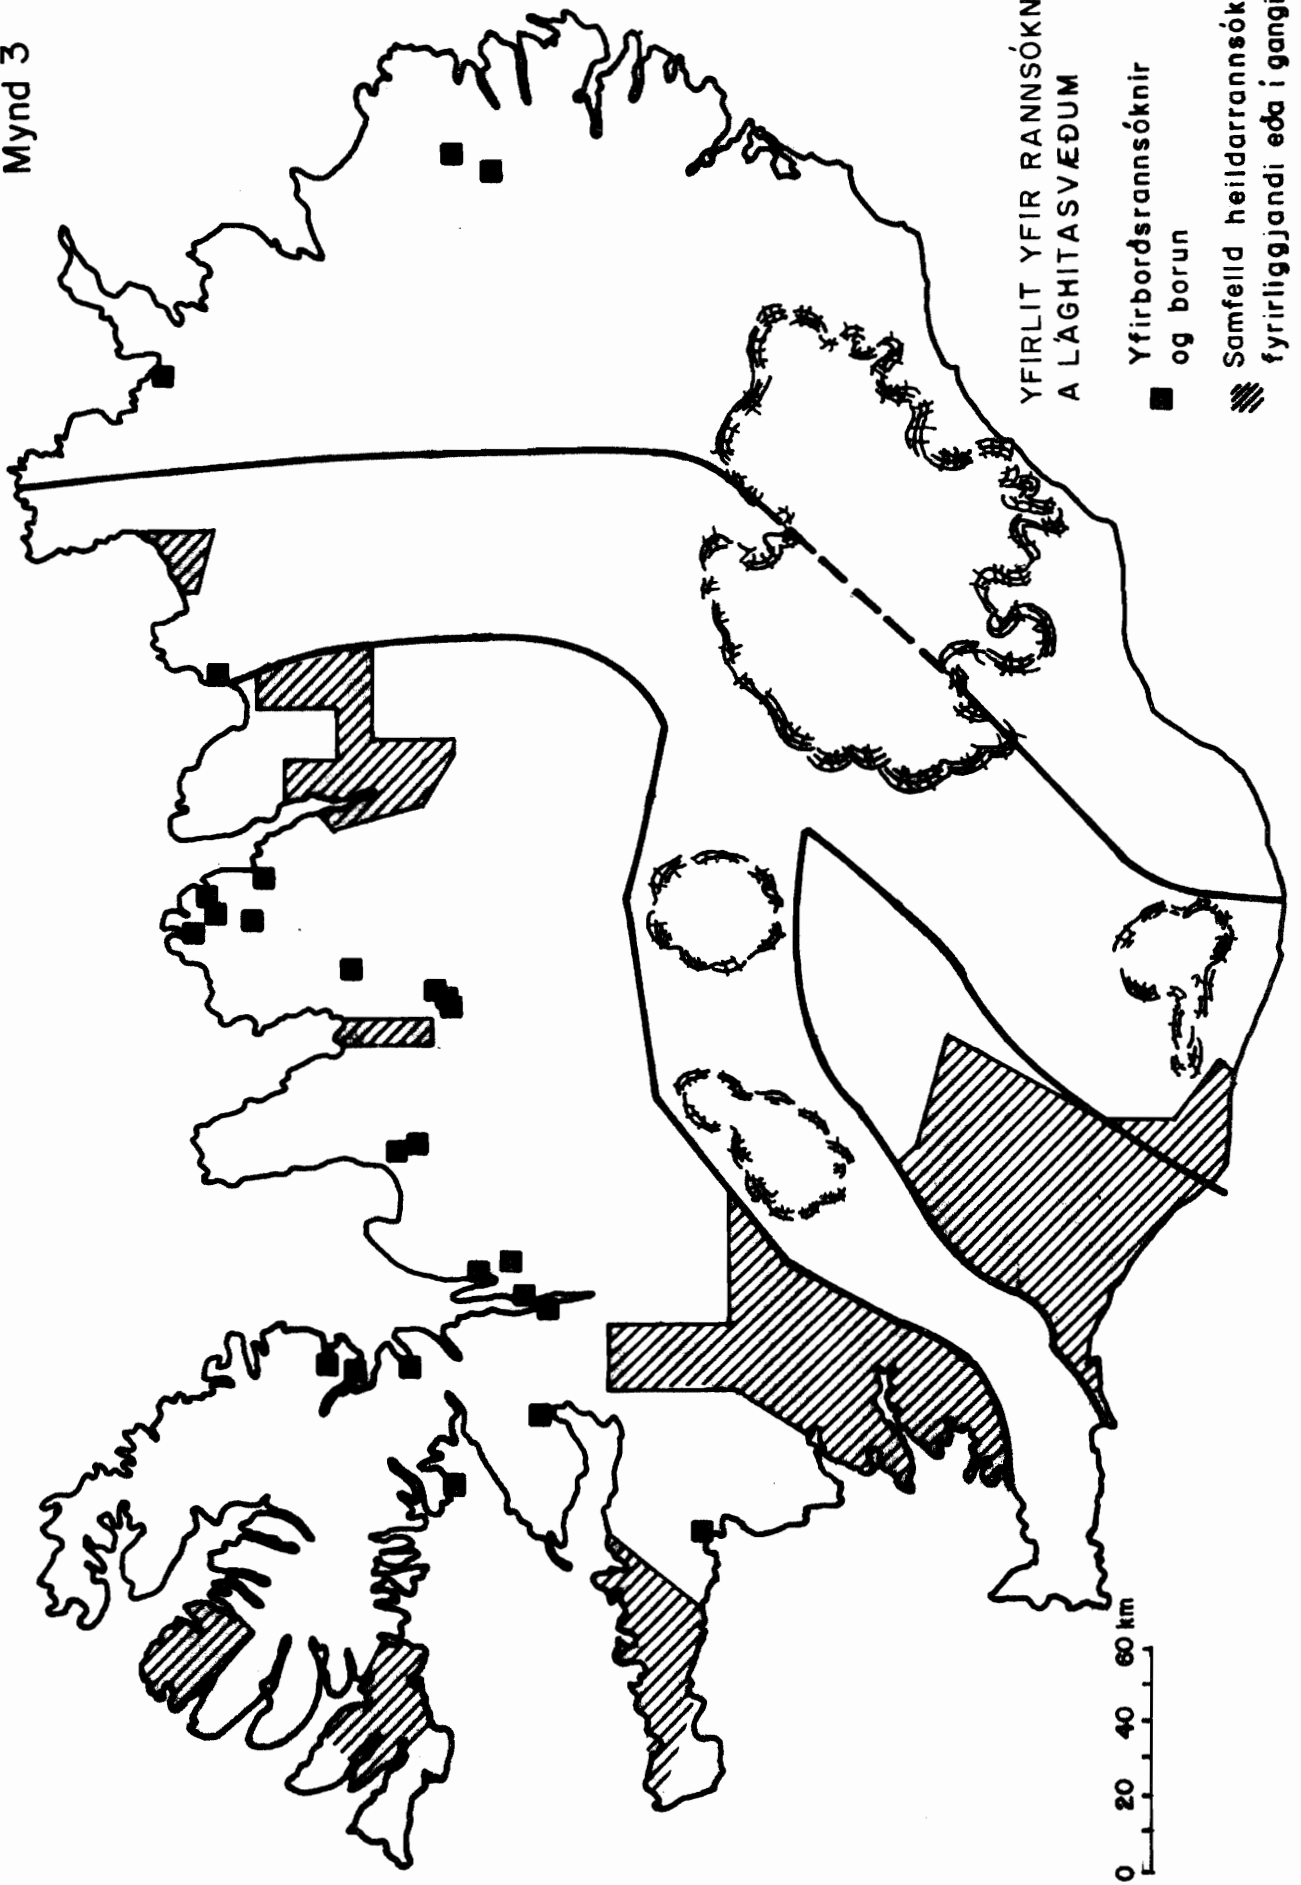 Mynd 3
YFIRLIT YFIR RANNSÓKN
A LÁGHITASVÆÐUM
Yfirborðsrannsóknir
og borun
Samfelld heildarrannsók
fyrirliggjandi eða í gangi
0 20 40 60 km